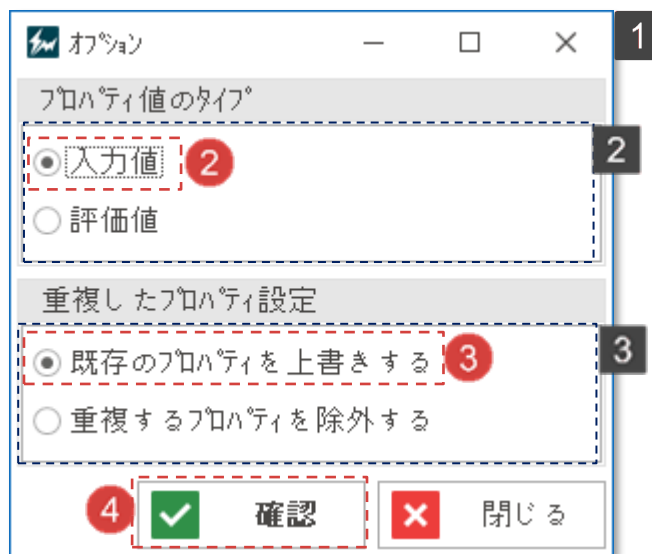 オプション
1
プロパティ値のタイプ
2
入力値 2
評価値
重複したプロパティ設定
3
既存のプロパティを上書きする 3
重複するプロパティを除外する
4 確認 閉じる